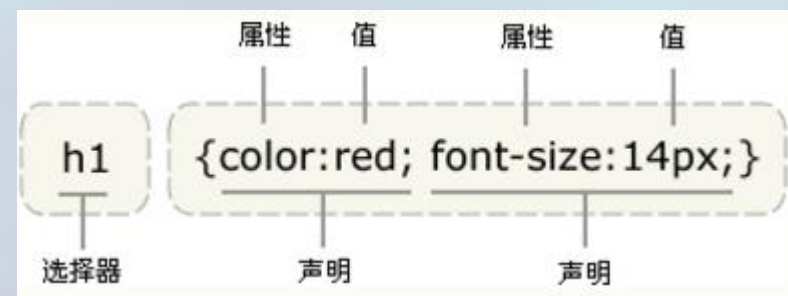 属性 值 属性 值
h1 {color:red; font-size:14px;}
选择器 声明 声明